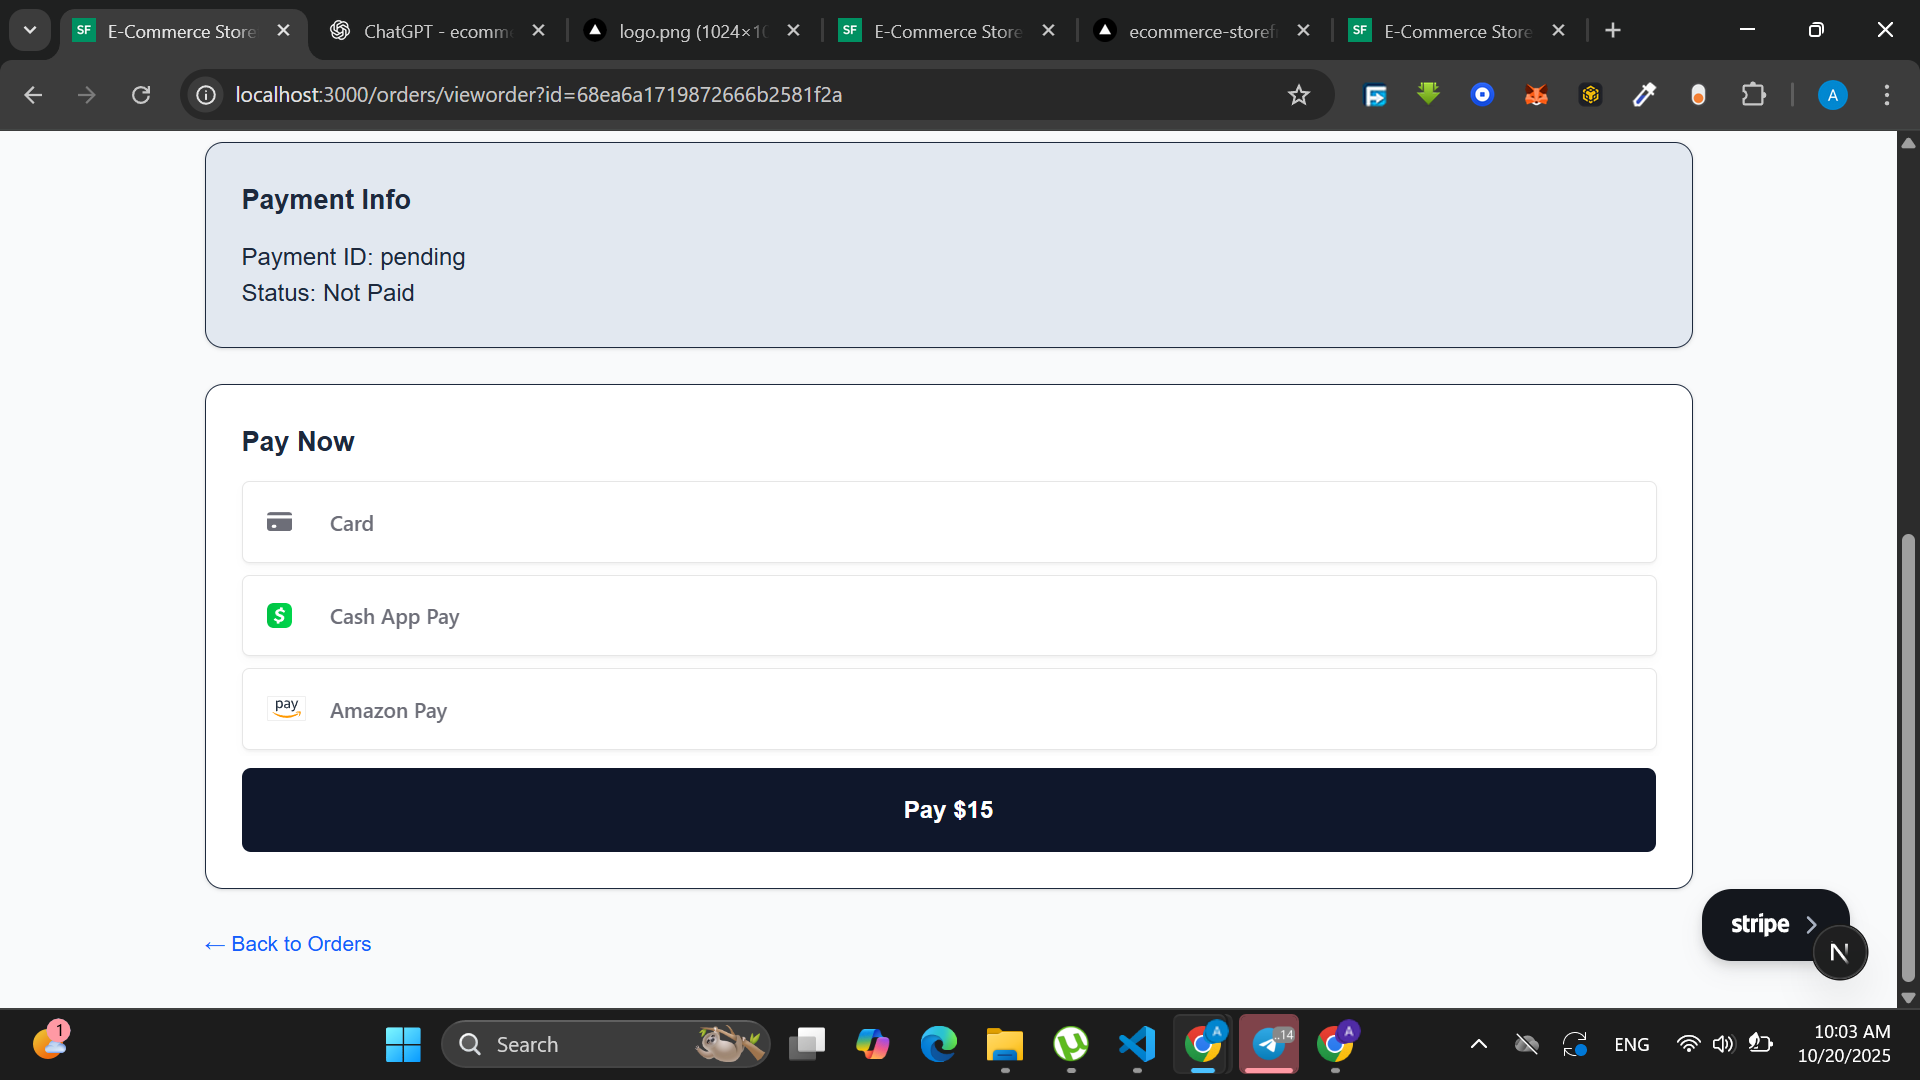 SF E-Commerce Store
ChatGPT - ecomm
logo.png (1024×10
SF E-Commerce Store
ecommerce-storef
SF E-Commerce Store
localhost:3000/orders/vieworder?id=68ea6a1719872666b2581f2a
A
Payment Info
Payment ID: pending
Status: Not Paid
Pay Now
Card
$ Cash App Pay
pay Amazon Pay
Pay $15
← Back to Orders
stripe
N
1
Search
A
..14
A
ENG
10:03 AM
10/20/2025